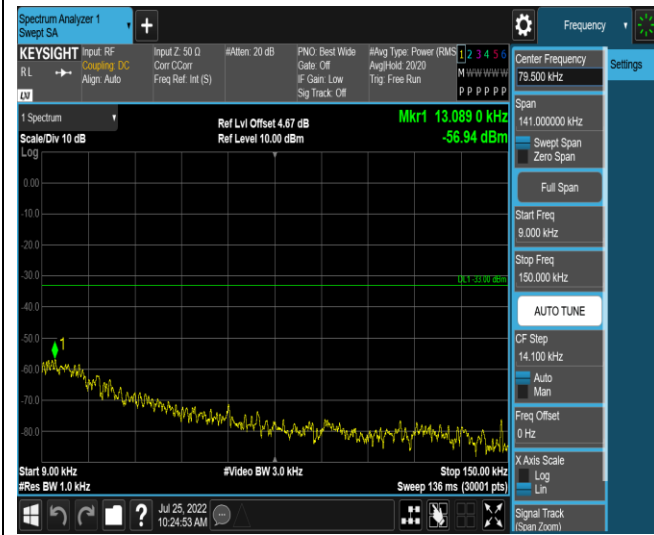 Spectrum Analyzer 1
Swept SA
Frequency
KEYSIGHT
RL
LXI
Input: RF
Coupling: DC
Align: Auto
Input Z: 50 Ω
Corr CCorr
Freq Ref: Int (S)
#Atten: 20 dB
PNO: Best Wide
Gate: Off
IF Gain: Low
Sig Track: Off
#Avg Type: Power (RMS
Avg|Hold: 20/20
Trig: Free Run
1 2 3 4 5 6
M W W W W W
P P P P P P
1 Spectrum
Scale/Div 10 dB
Ref Lvl Offset 4.67 dB
Ref Level 10.00 dBm
Mkr1 13.089 0 kHz
-56.94 dBm
Log
0.00
-10.0
-20.0
-30.0
DL1 -33.00 dBm
-40.0
-50.0
1
-60.0
-70.0
-80.0
Start 9.00 kHz
#Res BW 1.0 kHz
#Video BW 3.0 kHz
Stop 150.00 kHz
Sweep 136 ms (30001 pts)
Jul 25, 2022
10:24:53 AM
Center Frequency
79.500 kHz
Settings
Span
141.000000 kHz
Swept Span
Zero Span
Full Span
Start Freq
9.000 kHz
Stop Freq
150.000 kHz
AUTO TUNE
CF Step
14.100 kHz
Auto
Man
Freq Offset
0 Hz
X Axis Scale
Log
Lin
Signal Track
(Span Zoom)